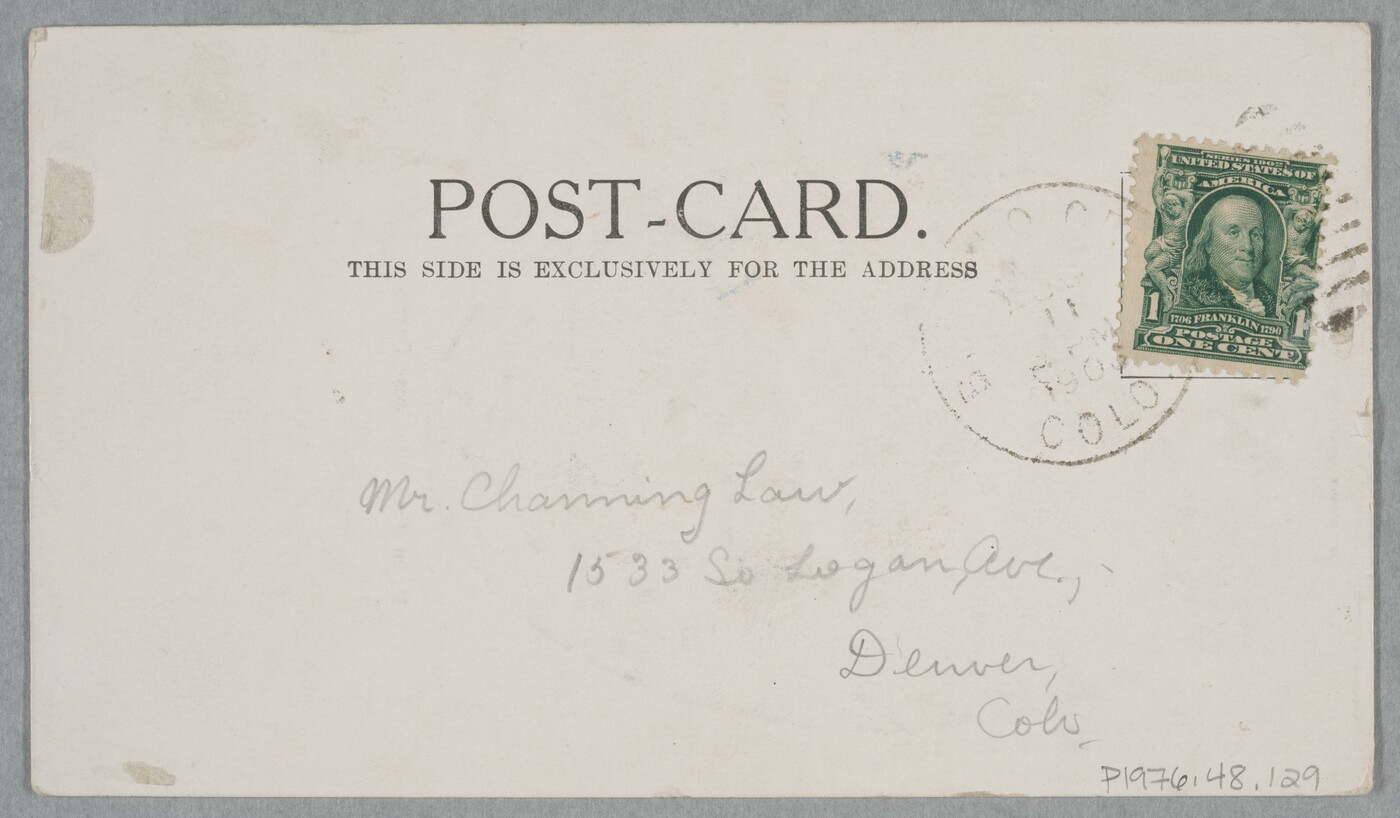 POST-CARD.
THIS SIDE IS EXCLUSIVELY FOR THE ADDRESS
SERIES 1902
UNITED STATES OF
AMERICA
1 1
1706 FRANKLIN 1790
POSTAGE
ONE CENT
11
COLO.
Mr. Channing Law,
1533 So Logan, Ave.,
Denver,
Colo,
P1976.48.129